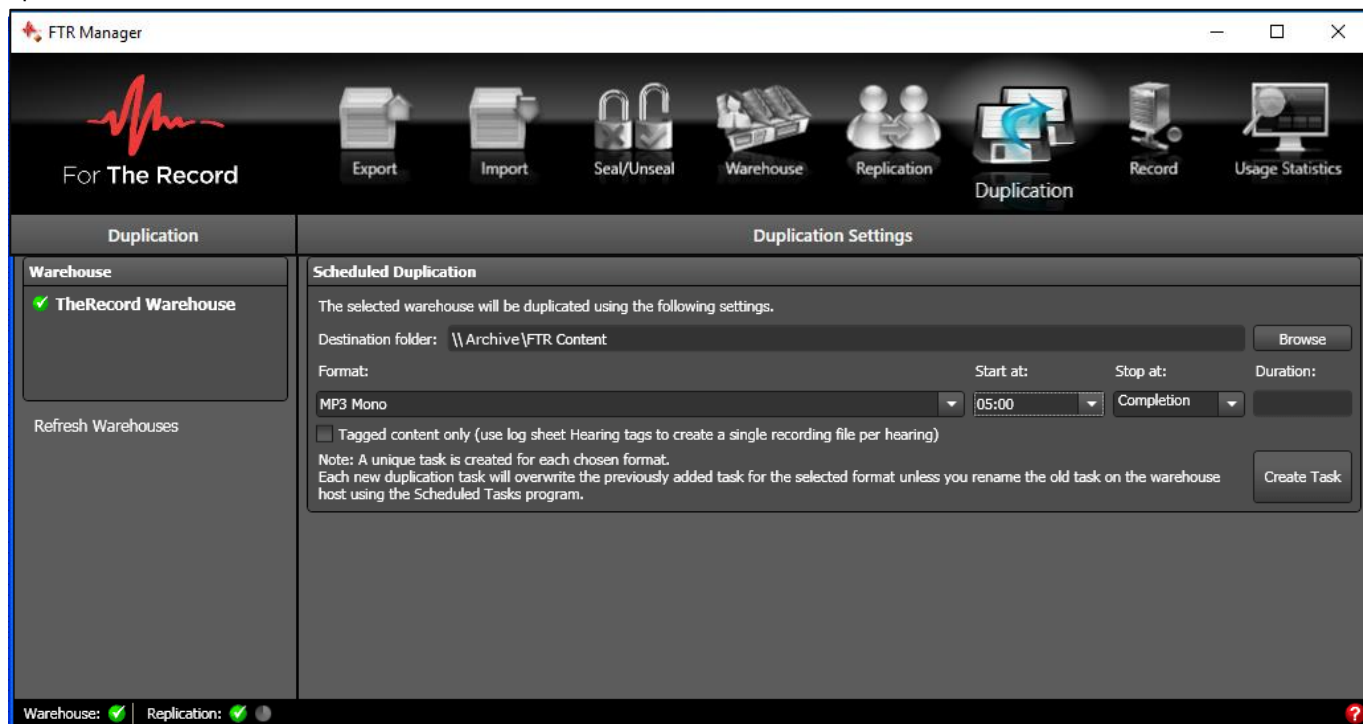 FTR Manager
For The Record
Export
Import
Seal/Unseal
Warehouse
Replication
Duplication
Record
Usage Statistics
Duplication
Duplication Settings
Warehouse
TheRecord Warehouse
Refresh Warehouses
Scheduled Duplication
The selected warehouse will be duplicated using the following settings.
Destination folder: \\Archive\FTR Content
Browse
Format: Start at: Stop at: Duration:
MP3 Mono 05:00 Completion
Tagged content only (use log sheet Hearing tags to create a single recording file per hearing)
Note: A unique task is created for each chosen format.
Each new duplication task will overwrite the previously added task for the selected format unless you rename the old task on the warehouse
host using the Scheduled Tasks program.
Create Task
Warehouse: Replication:
?